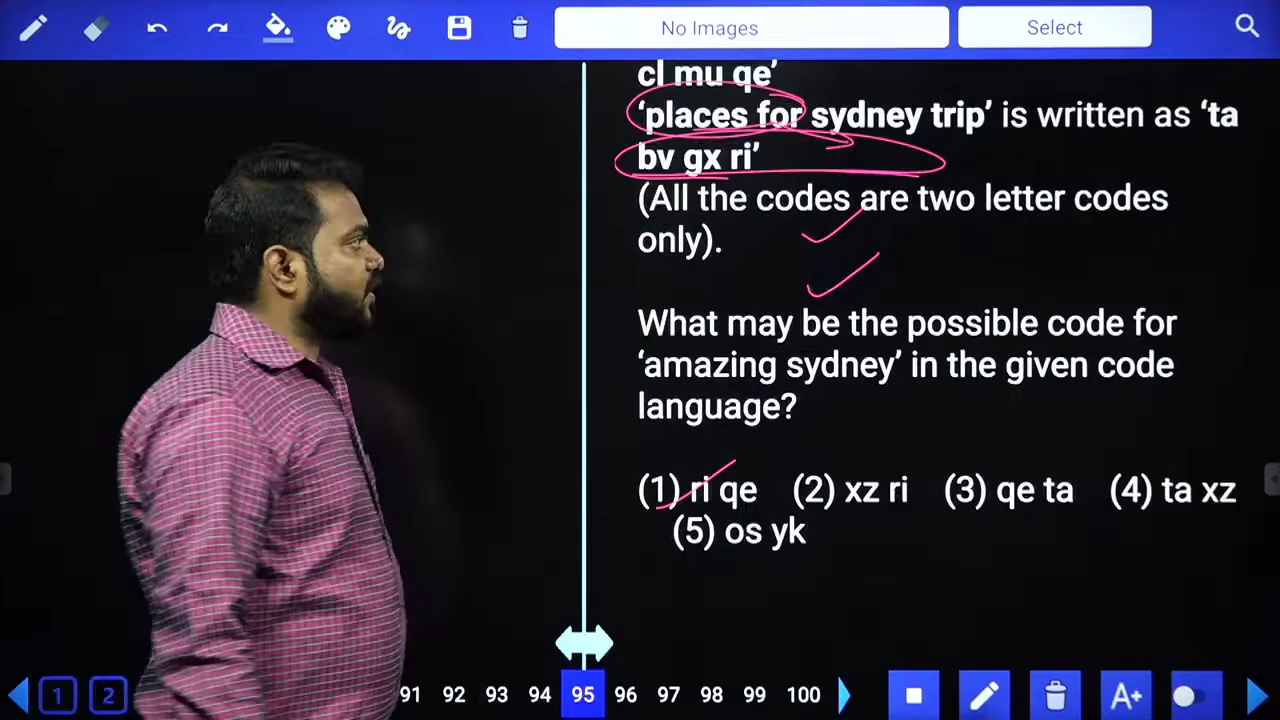 No Images
Select
cl mu qe’
‘places for sydney trip’ is written as ‘ta
bv gx ri’
(All the codes are two letter codes
only).
What may be the possible code for
‘amazing sydney’ in the given code
language?
(1) ri qe (2) xz ri (3) qe ta (4) ta xz
(5) os yk
1 2 91 92 93 94 95 96 97 98 99 100 A+